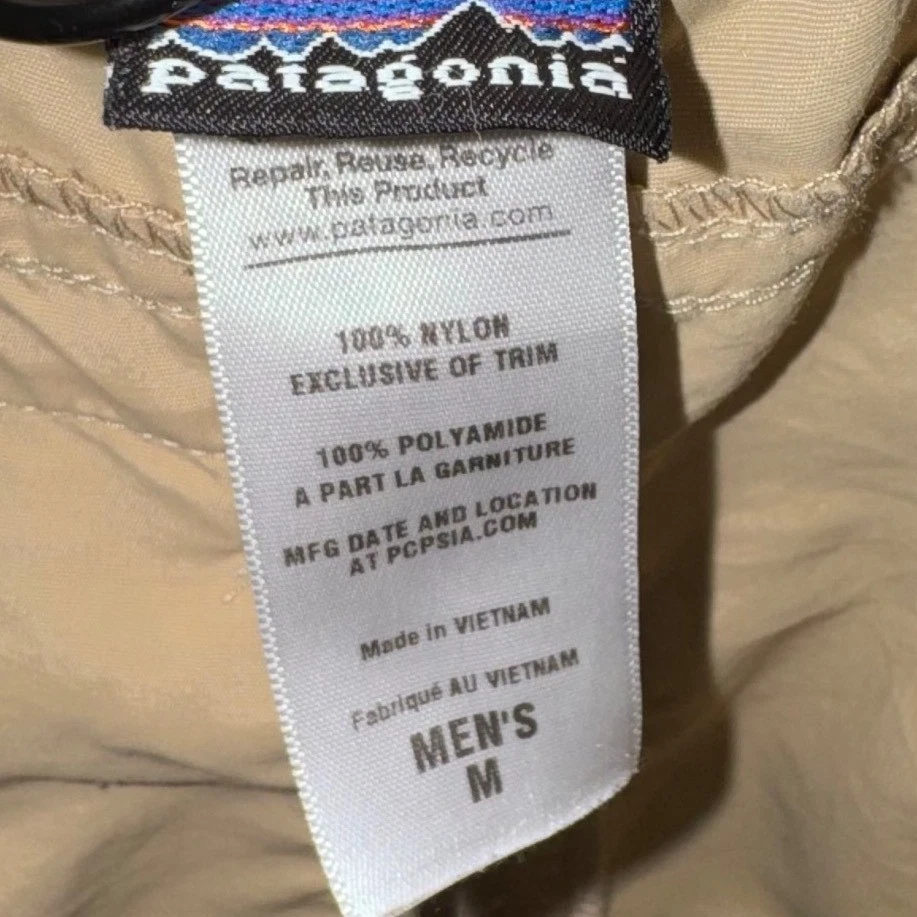 patagonia
Repair, Reuse, Recycle
This Product
www.patagonia.com
100% NYLON
EXCLUSIVE OF TRIM
100% POLYAMIDE
A PART LA GARNITURE
MFG DATE AND LOCATION
AT PCPSIA.COM
Made in VIETNAM
Fabriqué AU VIETNAM
MEN'S
M